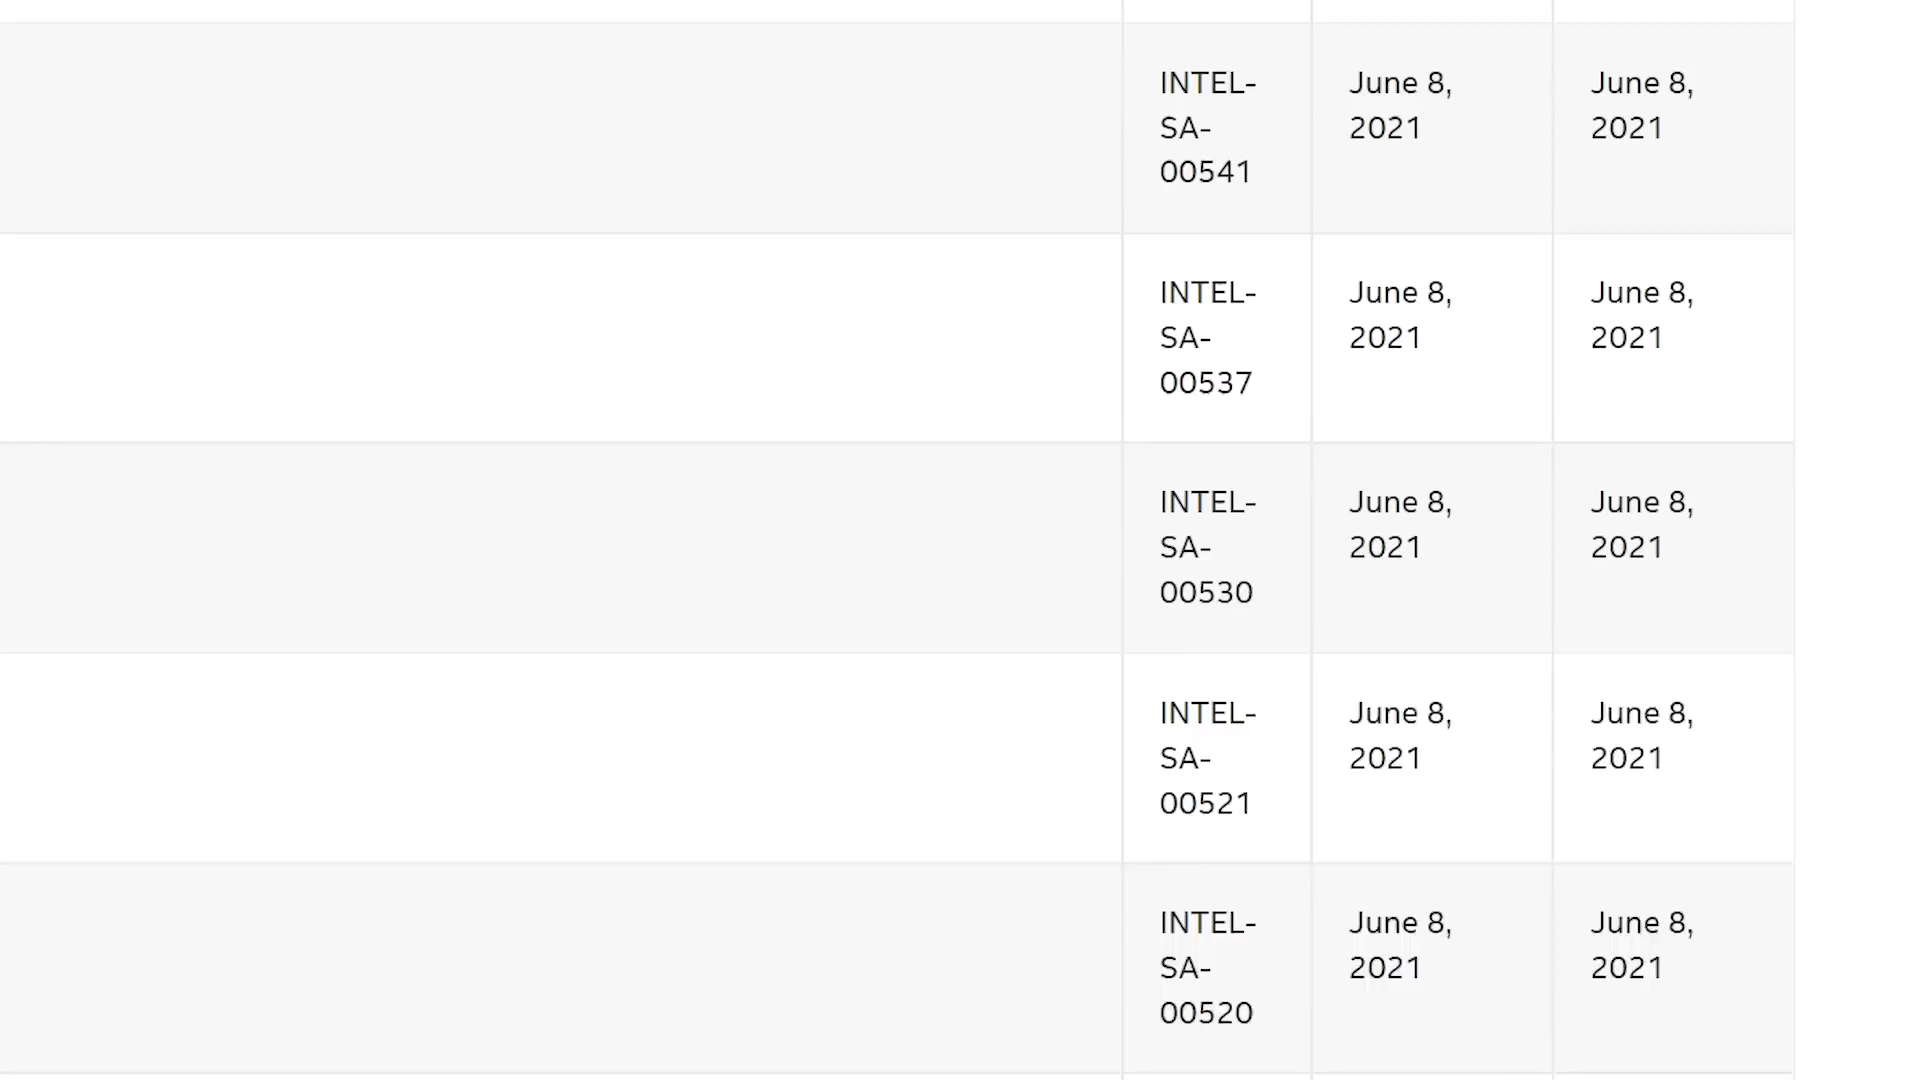 INTEL-
SA-
00541
June 8,
2021
June 8,
2021
INTEL-
SA-
00537
June 8,
2021
June 8,
2021
INTEL-
SA-
00530
June 8,
2021
June 8,
2021
INTEL-
SA-
00521
June 8,
2021
June 8,
2021
INTEL-
SA-
00520
June 8,
2021
June 8,
2021